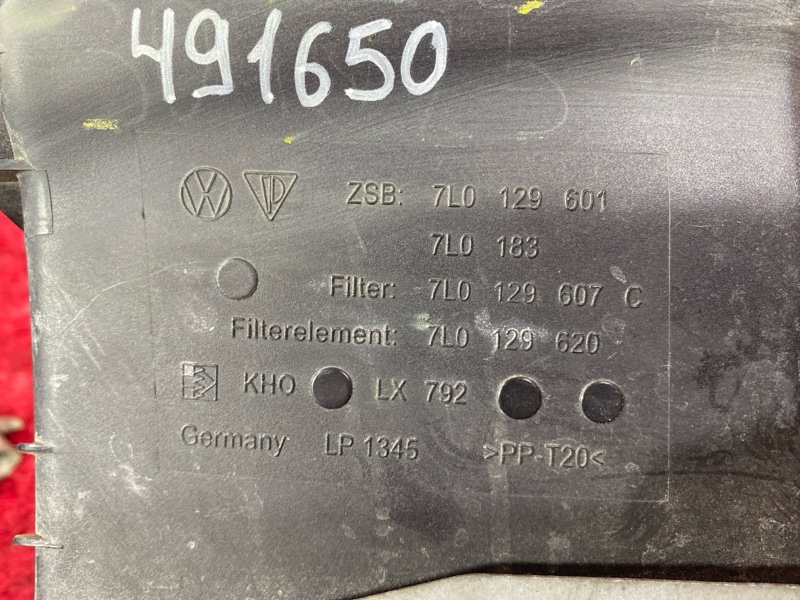 491650
ZSB: 7L0 129 601
7L0 183
Filter: 7L0 129 607 C
Filterelement: 7L0 129 620
KHO LX 792
Germany LP 1345 >PP-T20<